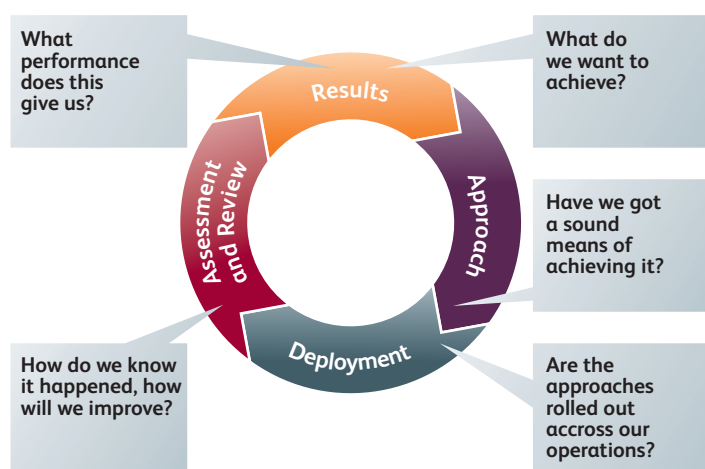 What
performance
does this
give us?
What do
we want to
achieve?
Results
Approach
Have we got
a sound
means of
achieving it?
Assessment
and Review
Deployment
How do we know
it happened, how
will we improve?
Are the
approaches
rolled out
accross our
operations?